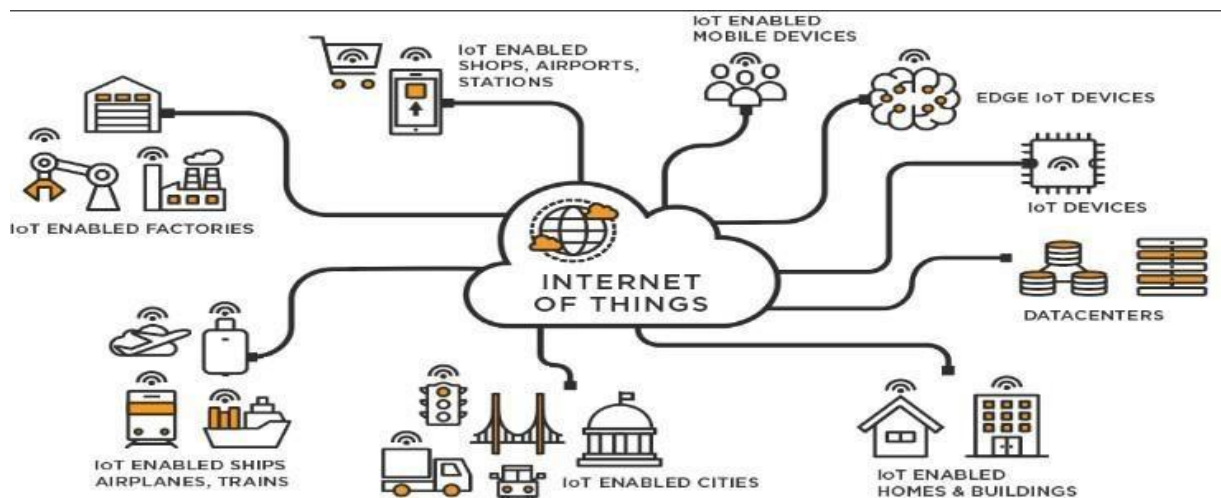 IoT ENABLED
SHOPS, AIRPORTS,
STATIONS
IoT ENABLED
MOBILE DEVICES
EDGE IoT DEVICES
IoT DEVICES
IoT ENABLED FACTORIES
INTERNET
OF THINGS
DATACENTERS
IoT ENABLED SHIPS
AIRPLANES, TRAINS
IoT ENABLED CITIES
IoT ENABLED
HOMES & BUILDINGS